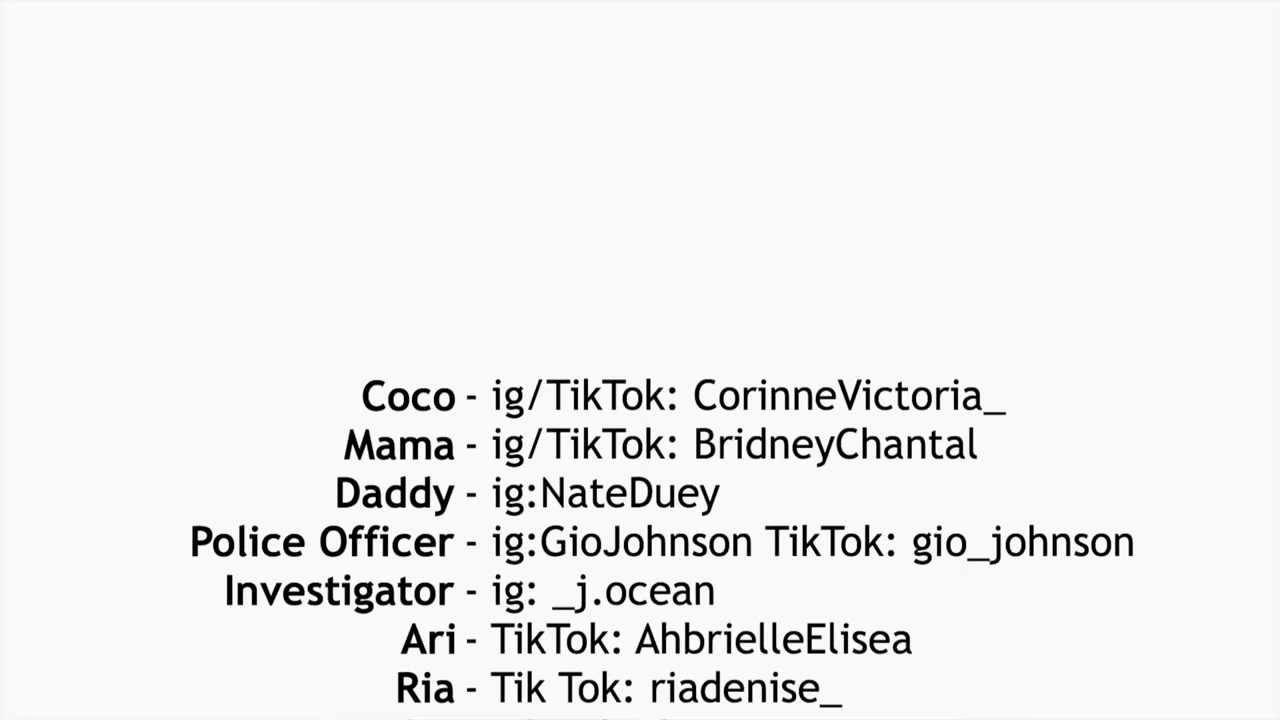 Coco - ig/TikTok: CorinneVictoria_
Mama - ig/TikTok: BridneyChantal
Daddy - ig:NateDuey
Police Officer - ig:GioJohnson TikTok: gio_johnson
Investigator - ig: _j.ocean
Ari - TikTok: AhbrielleElisea
Ria - Tik Tok: riadenise_